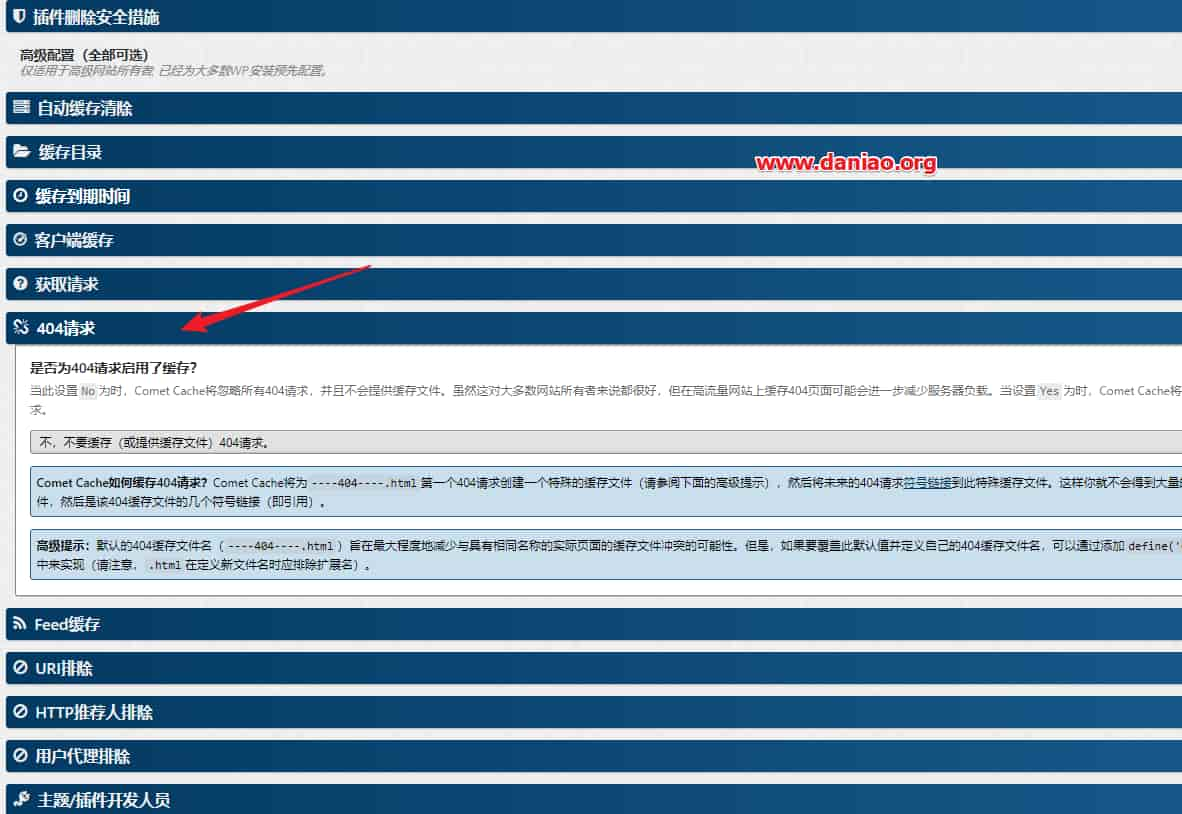 插件删除安全措施
高级配置（全部可选）
仅适用于高级网站所有者; 已经为大多数WP安装预先配置。
自动缓存清除
缓存目录
www.daniao.org
缓存到期时间
客户端缓存
获取请求
404请求
是否为404请求启用了缓存?
当此设置 No 为时，Comet Cache将忽略所有404请求，并且不会提供缓存文件。虽然这对大多数网站所有者来说都很好，但在高流量网站上缓存404页面可能会进一步减少服务器负载。当设置 Yes 为时，Comet Cache将
求。
不，不要缓存（或提供缓存文件）404请求。
Comet Cache如何缓存404请求？Comet Cache将为 ----404----.html 第一个404请求创建一个特殊的缓存文件（请参阅下面的高级提示），然后将未来的404请求符号链接到此特殊缓存文件。这样你就不会得到大量
件，然后是该404缓存文件的几个符号链接（即引用）。
高级提示：默认的404缓存文件名（ ----404----.html ）旨在最大程度地减少与具有相同名称的实际页面的缓存文件冲突的可能性。但是，如果要覆盖此默认值并定义自己的404缓存文件名，可以通过添加 define('
中来实现（请注意， .html 在定义新文件名时应排除扩展名）。
Feed缓存
URI排除
HTTP推荐人排除
用户代理排除
主题/插件开发人员